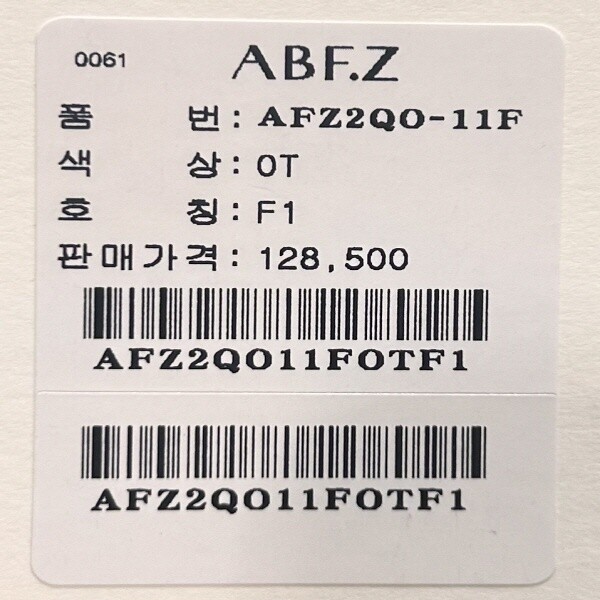 0061 ABF.Z
품 번 : AFZ2QO-11F
색 상 : OT
호 칭 : F1
판매가격 : 128,500
AFZ2QO11FOTF1
AFZ2QO11FOTF1